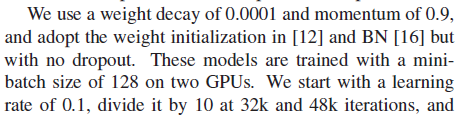 We use a weight decay of 0.0001 and momentum of 0.9,
and adopt the weight initialization in [12] and BN [16] but
with no dropout. These models are trained with a mini-
batch size of 128 on two GPUs. We start with a learning
rate of 0.1, divide it by 10 at 32k and 48k iterations, and